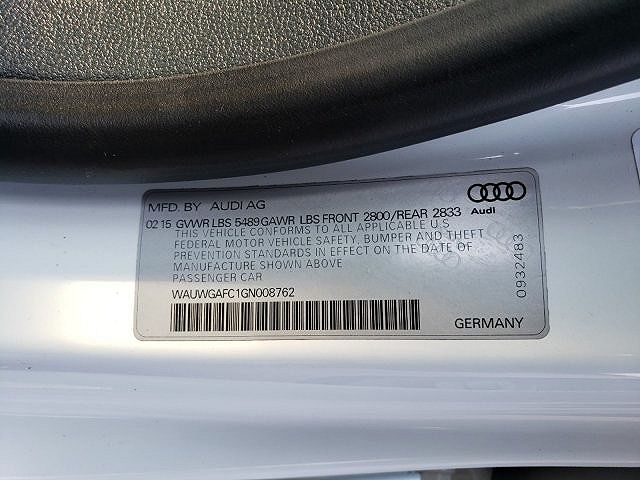 MFD. BY AUDI AG
Audi
02 15 GVWR LBS 5489 GAWR LBS FRONT 2800/REAR 2833
THIS VEHICLE CONFORMS TO ALL APPLICABLE U S
FEDERAL MOTOR VEHICLE SAFETY, BUMPER AND THEFT
PREVENTION STANDARDS IN EFFECT ON THE DATE OF
MANUFACTURE SHOWN ABOVE
PASSENGER CAR
WAUWGAFC1GN008762
0932483
GERMANY